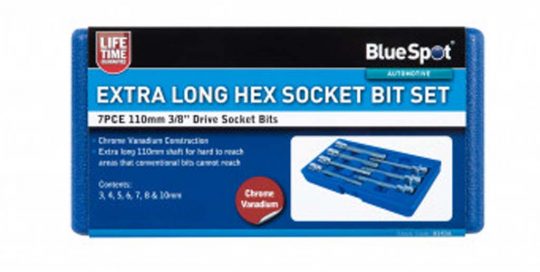 LIFE
TIME
GUARANTEE
BlueSpot
AUTOMOTIVE
EXTRA LONG HEX SOCKET BIT SET
7PCE 110mm 3/8" Drive Socket Bits
· Chrome Vanadium Construction
· Extra long 110mm shaft for hard to reach
areas that conventional bits cannot reach
Contents:
3, 4, 5, 6, 7, 8 & 10mm
Chrome
Vanadium